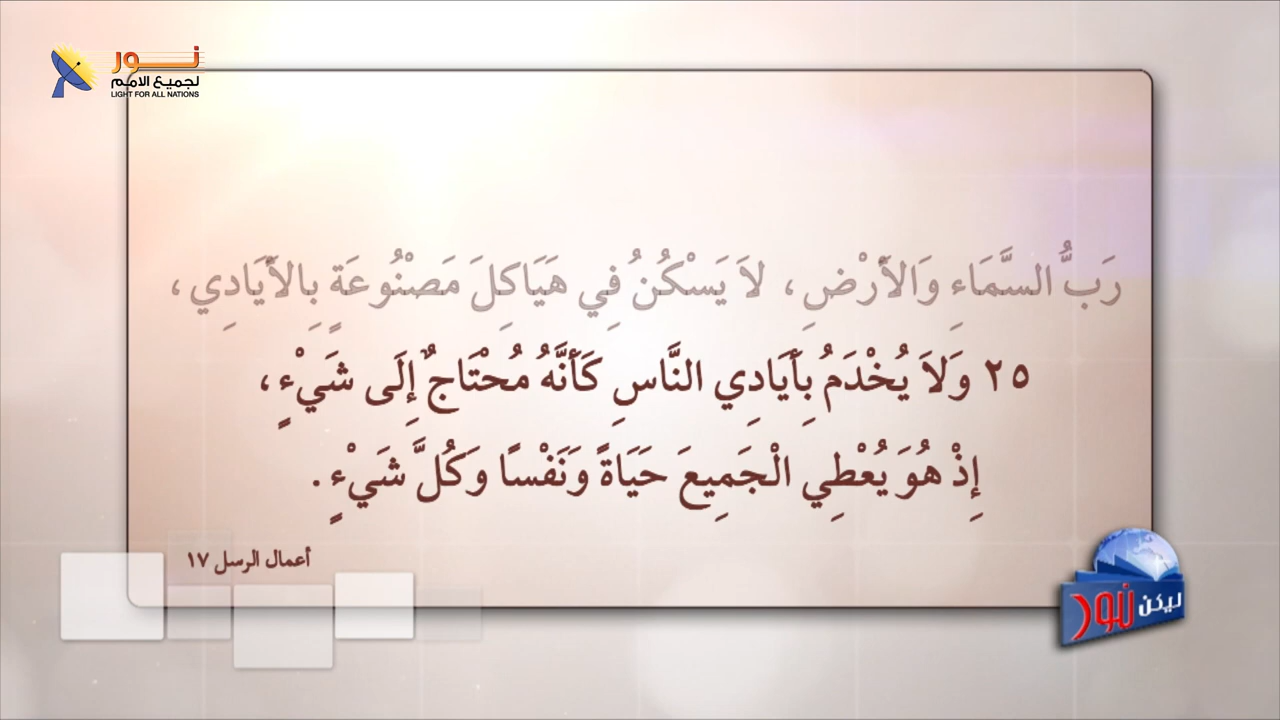 نور
لجميع الامم
LIGHT FOR ALL NATIONS
رَبُّ السَّمَاءِ وَالأَرْضِ، لاَ يَسْكُنُ فِي هَيَاكِلَ مَصْنُوعَةٍ بِالأَيَادِي،
٢٥ وَلاَ يُخْدَمُ بِأَيَادِي النَّاسِ كَأَنَّهُ مُحْتَاجٌ إِلَى شَيْءٍ،
إِذْ هُوَ يُعْطِي الْجَمِيعَ حَيَاةً وَنَفْسًا وَكُلَّ شَيْءٍ.
أعمال الرسل ١٧
ليكن نور